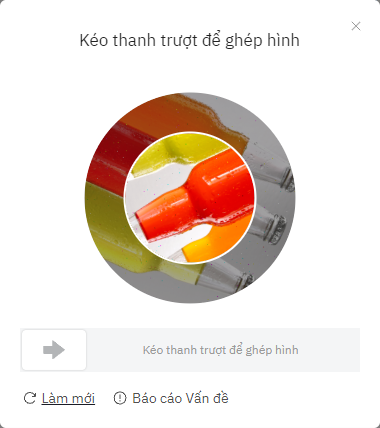 Kéo thanh trượt để ghép hình
Kéo thanh trượt để ghép hình
Làm mới
Báo cáo Vấn đề